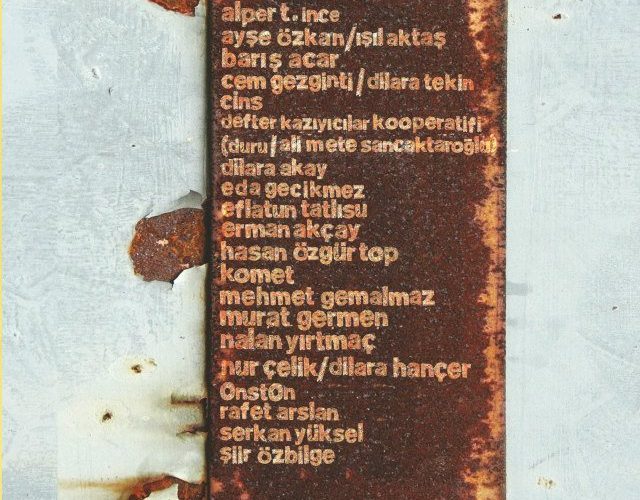 alper t. ince
ayşe özkan/ışıl aktaş
barış acar
cem gezginti/dilara tekin
cins
defter kazıyıcılar kooperatifi
(duru/ali mete sancaktaroğlu)
dilara akay
eda gecikmez
eflatun tatlısu
erman akçay
hasan özgür top
komet
mehmet gemalmaz
murat germen
nalan yırtmaç
nur çelik/dilara hançer
0nst0n
rafet arslan
serkan yüksel
şiir özbilge